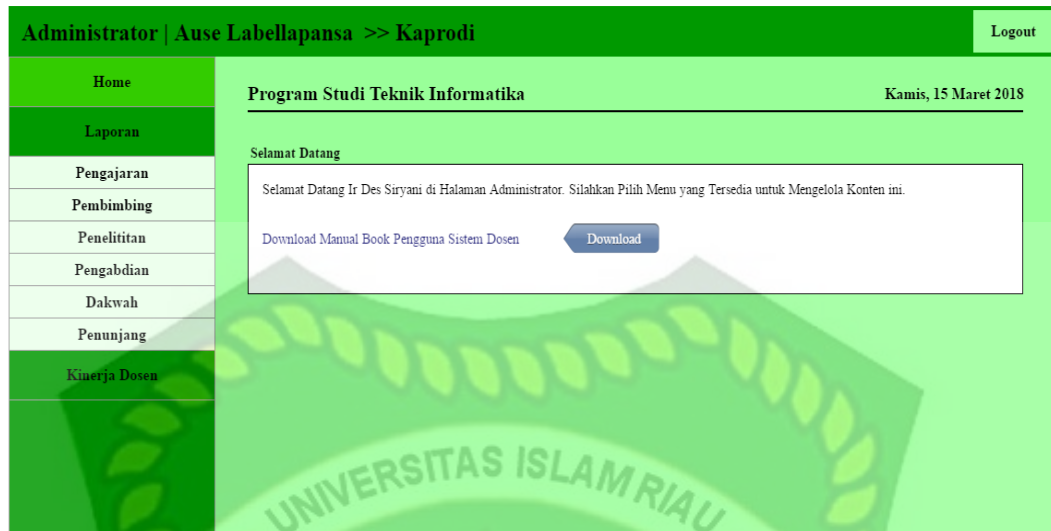 Administrator | Ause Labellapansa >> Kaprodi
Logout
Home
Laporan
Pengajaran
Pembimbing
Penelititan
Pengabdian
Dakwah
Penunjang
Kinerja Dosen
Program Studi Teknik Informatika
Kamis, 15 Maret 2018
Selamat Datang
Selamat Datang Ir Des Siryani di Halaman Administrator. Silahkan Pilih Menu yang Tersedia untuk Mengelola Konten ini.
Download Manual Book Pengguna Sistem Dosen
Download
UNIVERSITAS ISLAM RIAU